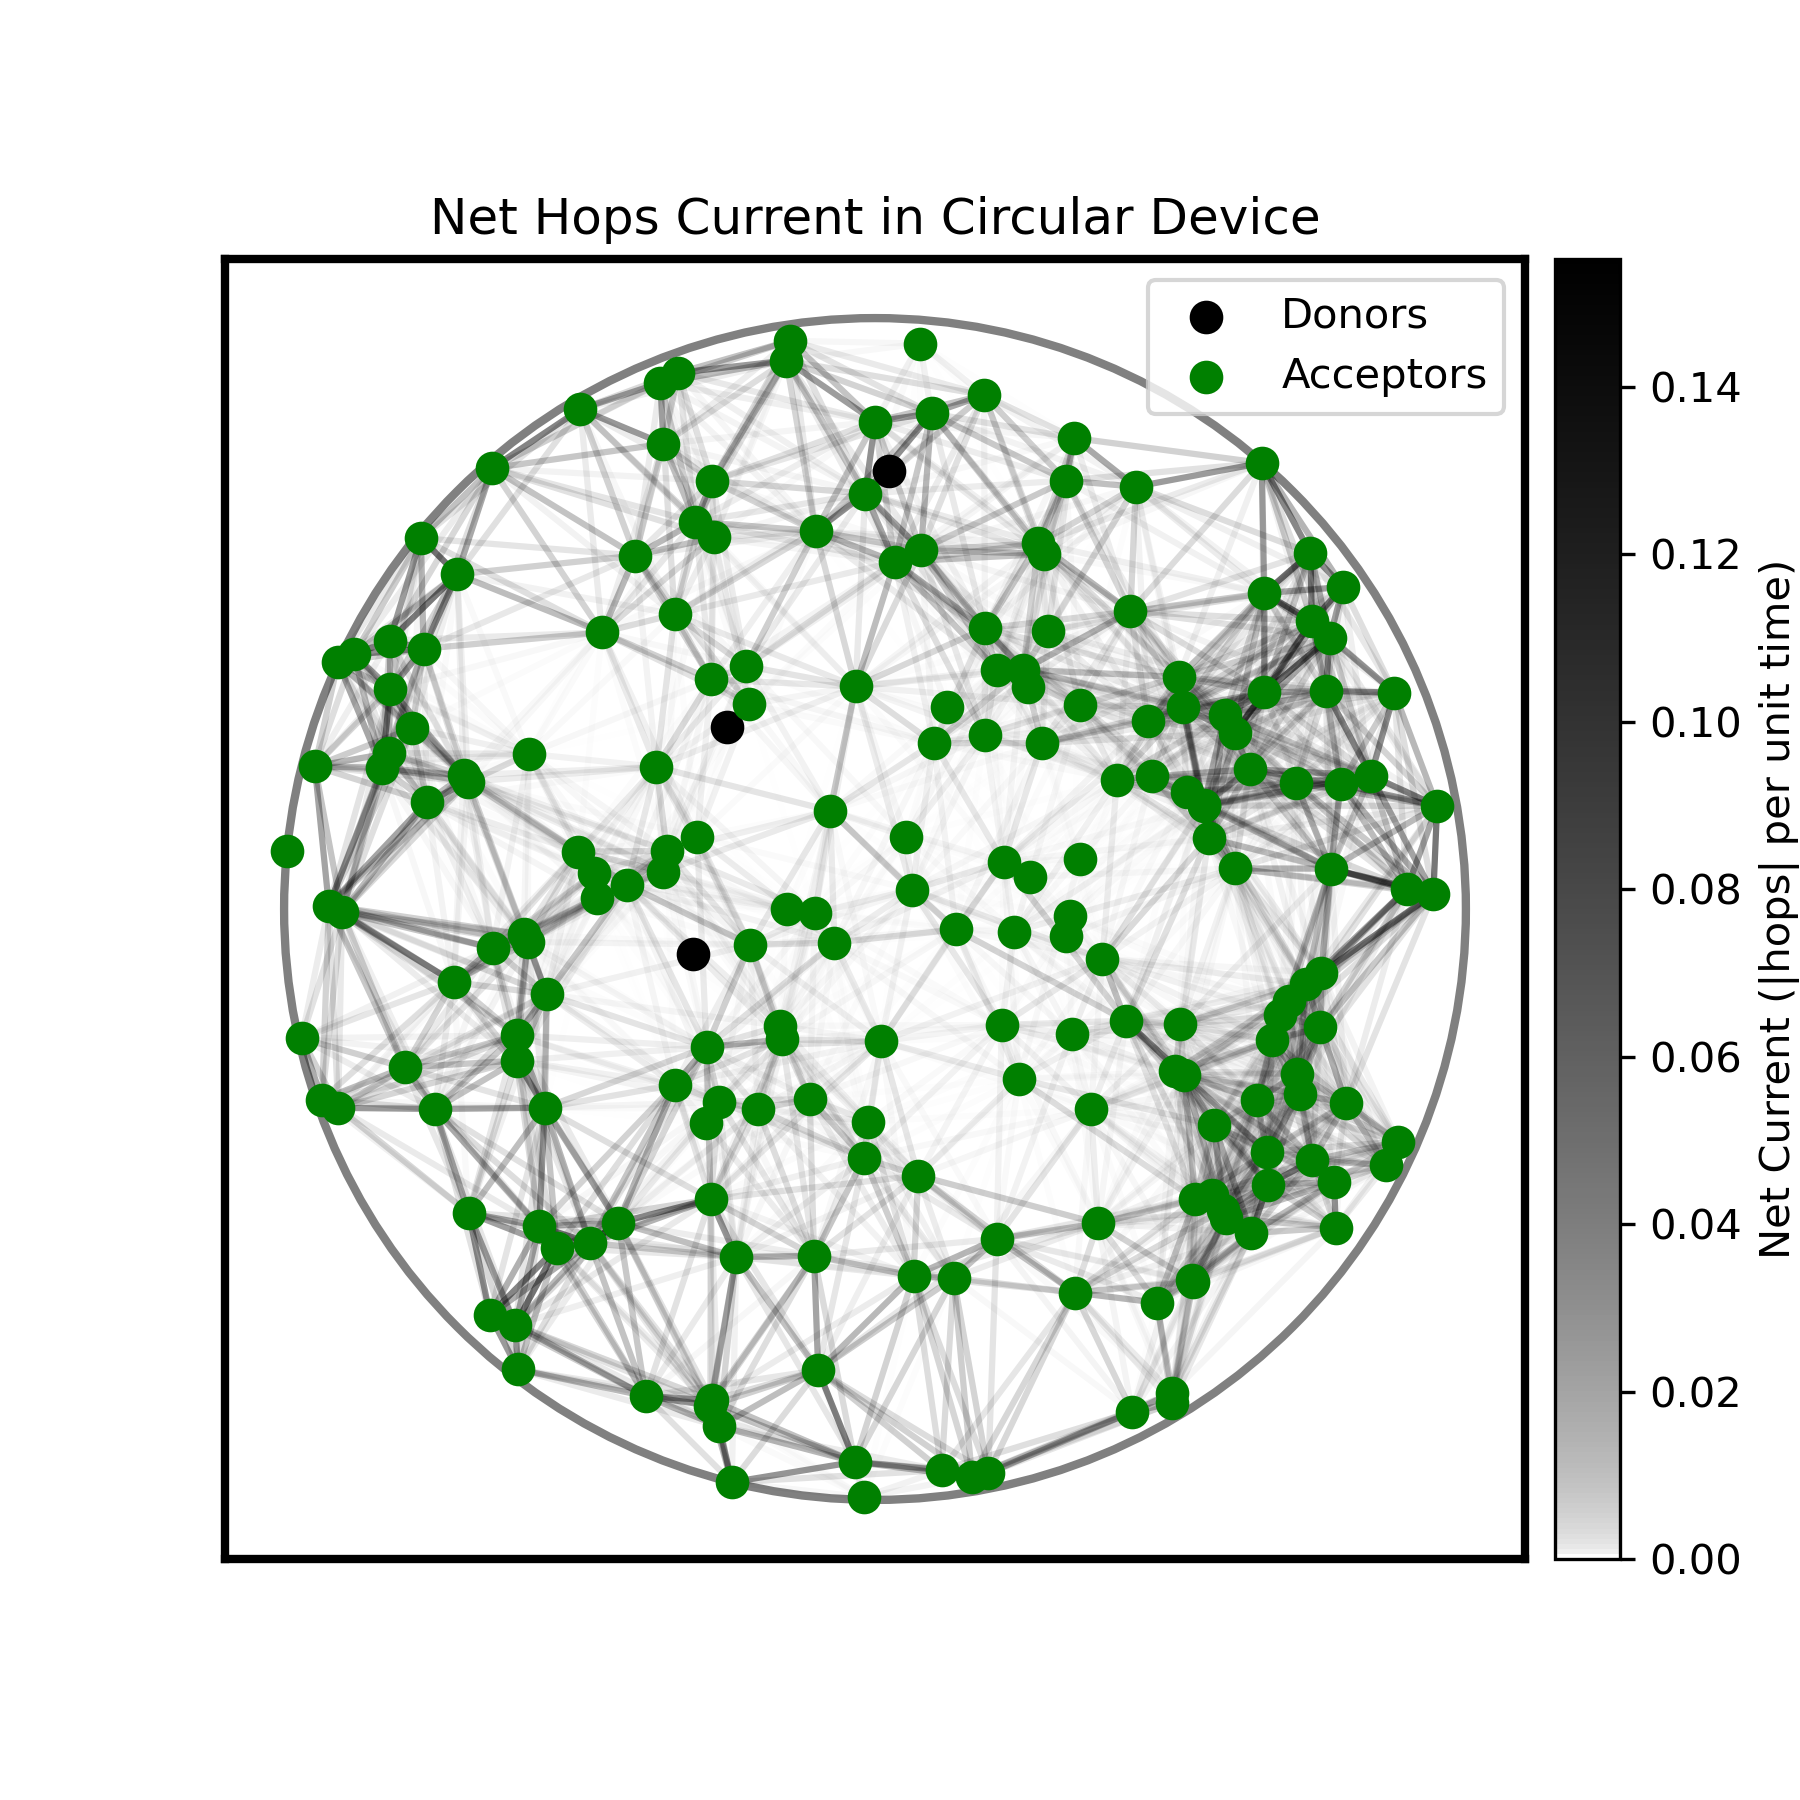 Net Hops Current in Circular Device
Donors
Acceptors
0.14
0.12
0.10
0.08
0.06
0.04
0.02
0.00
Net Current (|hops| per unit time)